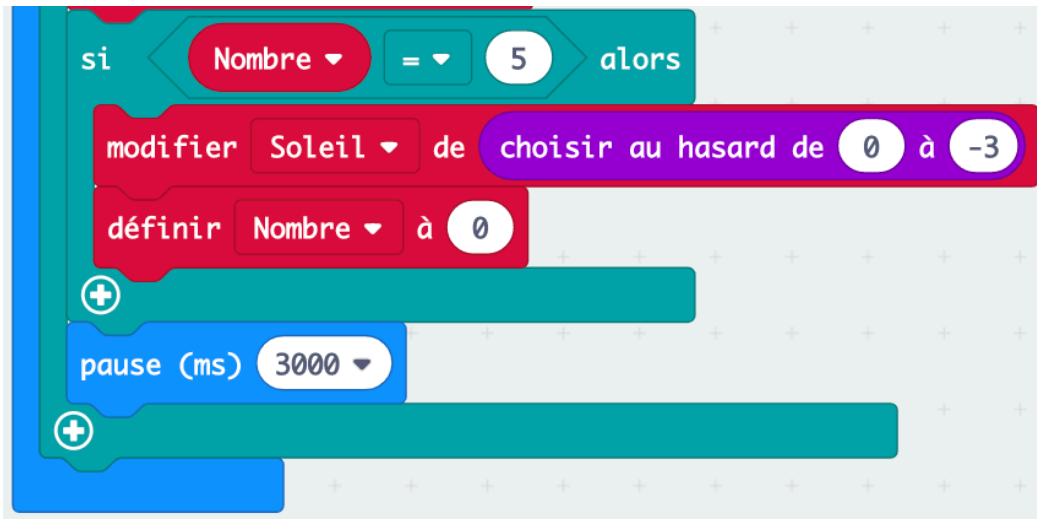 si Nombre = 5 alors
modifier Soleil de choisir au hasard de 0 à -3
définir Nombre à 0
pause (ms) 3000